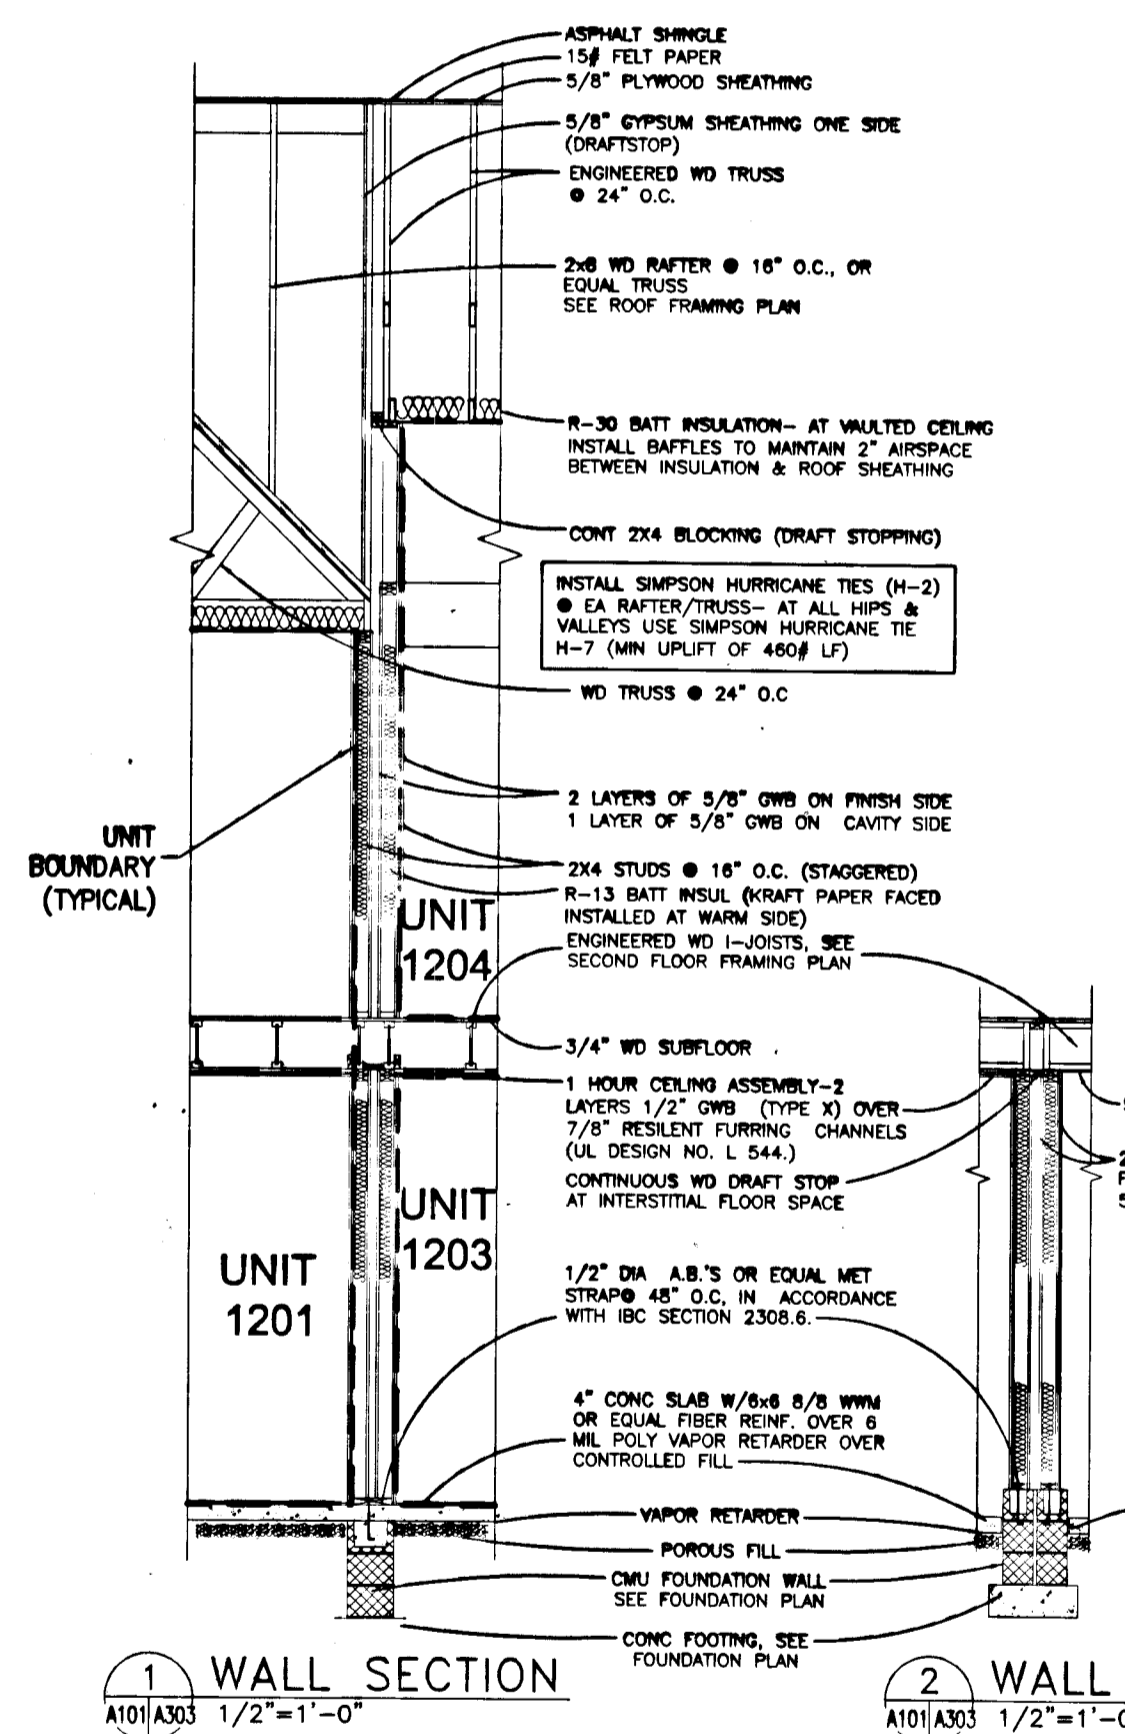 ASPHALT SHINGLE
15# FELT PAPER
5/8" PLYWOOD SHEATHING
5/8" GYPSUM SHEATHING ONE SIDE
(DRAFTSTOP)
ENGINEERED WD TRUSS
@ 24" O.C.
2x6 WD RAFTER @ 16" O.C., OR
EQUAL TRUSS
SEE ROOF FRAMING PLAN
R-30 BATT INSULATION- AT VAULTED CEILING
INSTALL BAFFLES TO MAINTAIN 2" AIRSPACE
BETWEEN INSULATION & ROOF SHEATHING
CONT 2X4 BLOCKING (DRAFT STOPPING)
INSTALL SIMPSON HURRICANE TIES (H-2)
@ EA RAFTER/TRUSS- AT ALL HIPS &
VALLEYS USE SIMPSON HURRICANE TIE
H-7 (MIN UPLIFT OF 460# LF)
WD TRUSS @ 24" O.C
2 LAYERS OF 5/8" GWB ON FINISH SIDE
1 LAYER OF 5/8" GWB ON CAVITY SIDE
UNIT
BOUNDARY
(TYPICAL)
2X4 STUDS @ 16" O.C. (STAGGERED)
R-13 BATT INSUL (KRAFT PAPER FACED
INSTALLED AT WARM SIDE)
UNIT
1204
ENGINEERED WD I-JOISTS, SEE
SECOND FLOOR FRAMING PLAN
3/4" WD SUBFLOOR
1 HOUR CEILING ASSEMBLY-2
LAYERS 1/2" GWB (TYPE X) OVER
7/8" RESILENT FURRING CHANNELS
(UL DESIGN NO. L 544.)
CONTINUOUS WD DRAFT STOP
AT INTERSTITIAL FLOOR SPACE
UNIT
1203
UNIT
1201
1/2" DIA A.B.'S OR EQUAL MET
STRAP@ 48" O.C, IN ACCORDANCE
WITH IBC SECTION 2308.6.
4" CONC SLAB W/6x6 8/8 WWM
OR EQUAL FIBER REINF. OVER 6
MIL POLY VAPOR RETARDER OVER
CONTROLLED FILL
VAPOR RETARDER
POROUS FILL
CMU FOUNDATION WALL
SEE FOUNDATION PLAN
CONC FOOTING, SEE
FOUNDATION PLAN
1 WALL SECTION
A101 A303 1/2"=1'-0"
2 WALL
A101 A303 1/2"=1'-0